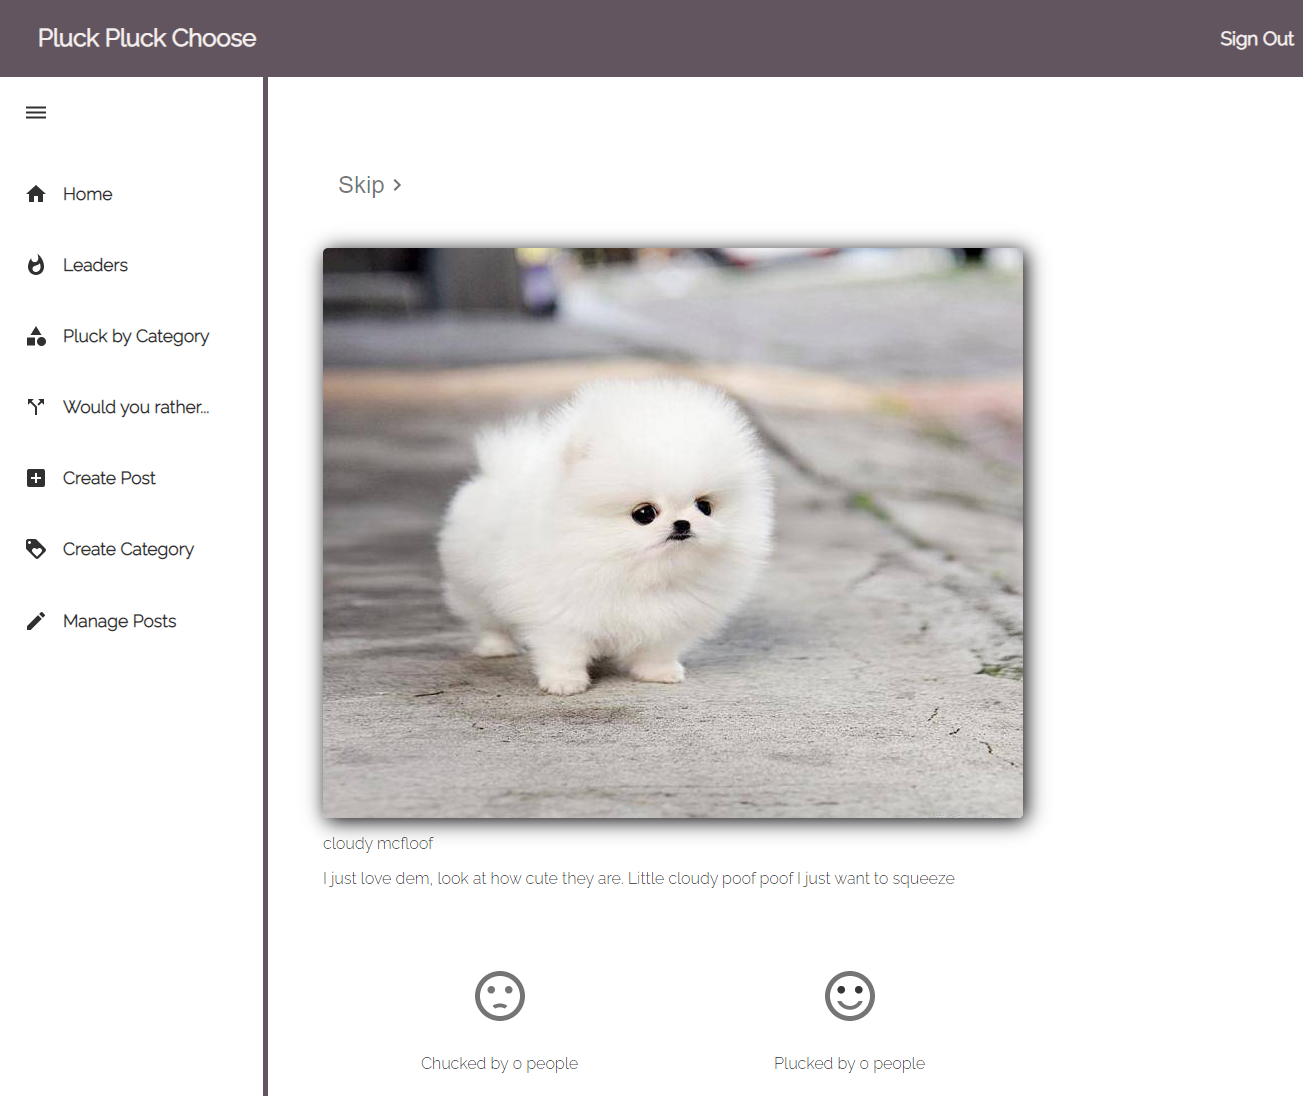 Pluck Pluck Choose
Sign Out
Home
Leaders
Pluck by Category
Would you rather...
Create Post
Create Category
Manage Posts
Skip
cloudy mcfloof
I just love dem, look at how cute they are. Little cloudy poof poof I just want to squeeze
Chucked by 0 people
Plucked by 0 people